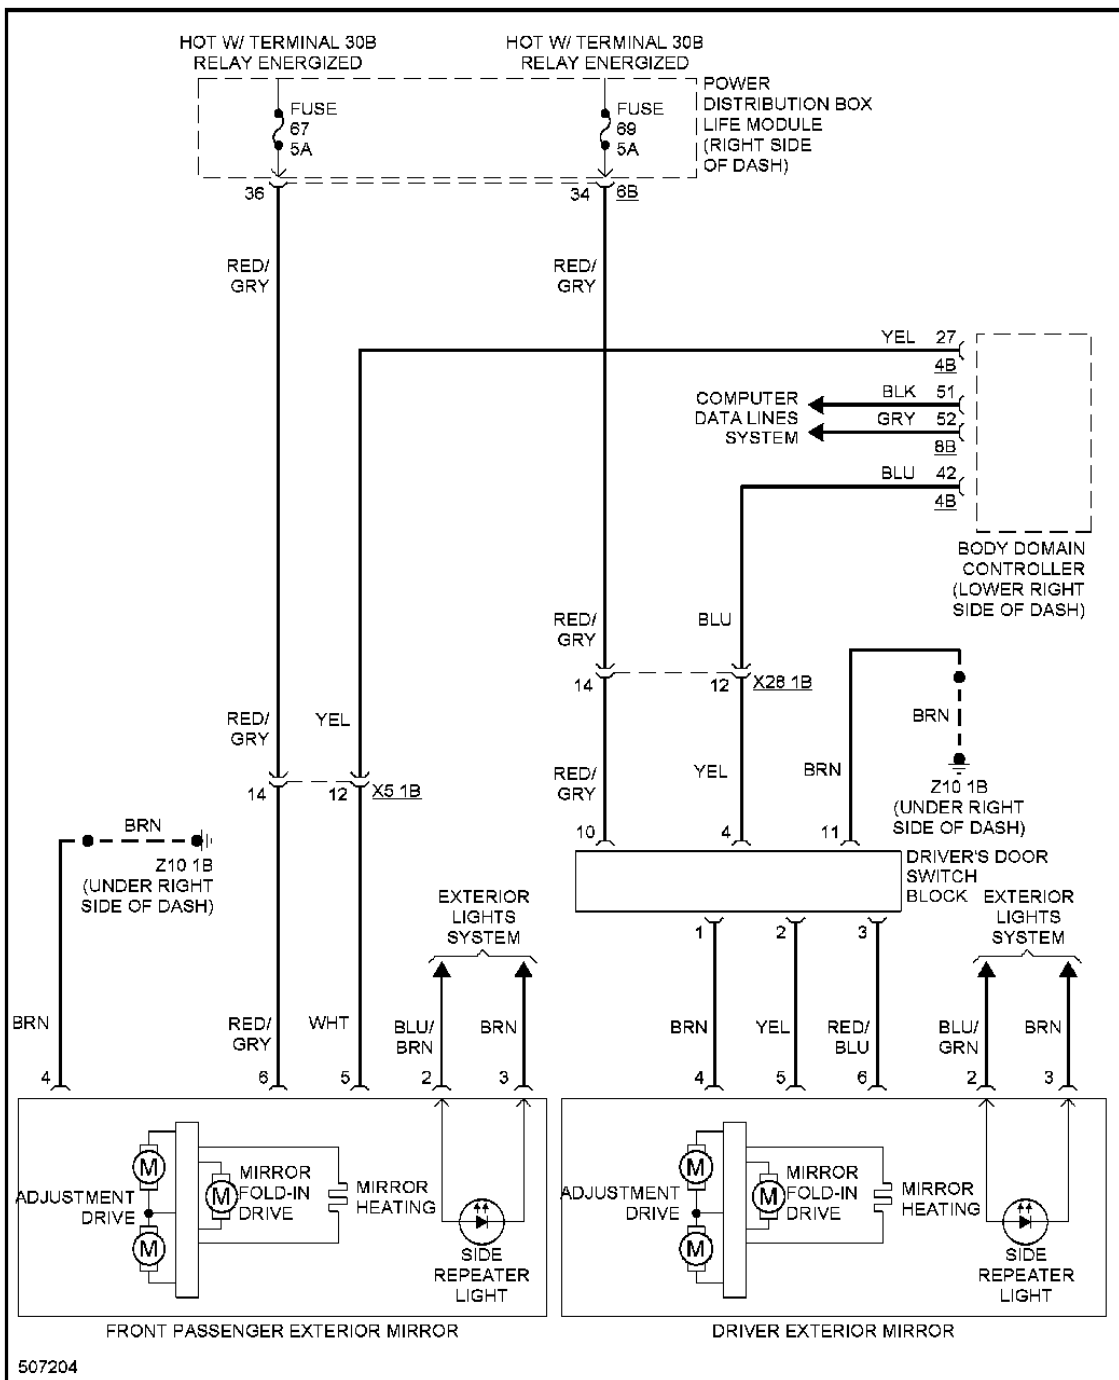 HOT W/ TERMINAL 30B
RELAY ENERGIZED
HOT W/ TERMINAL 30B
RELAY ENERGIZED
FUSE
67
5A
FUSE
69
5A
POWER
DISTRIBUTION BOX
LIFE MODULE
(RIGHT SIDE
OF DASH)
36
34
6B
RED/
GRY
RED/
GRY
YEL
27
4B
COMPUTER
DATA LINES
SYSTEM
BLK
51
GRY
52
8B
BLU
42
4B
BODY DOMAIN
CONTROLLER
(LOWER RIGHT
SIDE OF DASH)
RED/
GRY
BLU
14
12
X28 1B
RED/
GRY
YEL
BRN
14
12
X5 1B
RED/
GRY
YEL
BRN
Z10 1B
(UNDER RIGHT
SIDE OF DASH)
BRN
Z10 1B
(UNDER RIGHT
SIDE OF DASH)
10
4
11
DRIVER'S DOOR
SWITCH
BLOCK
EXTERIOR
LIGHTS
SYSTEM
EXTERIOR
LIGHTS
SYSTEM
1
2
3
BRN
RED/
GRY
WHT
BLU/
BRN
BRN
BRN
YEL
RED/
BLU
BLU/
GRN
BRN
4
6
5
2
3
4
5
6
2
3
M
M
M
ADJUSTMENT
DRIVE
MIRROR
FOLD-IN
DRIVE
MIRROR
HEATING
SIDE
REPEATER
LIGHT
M
M
M
ADJUSTMENT
DRIVE
MIRROR
FOLD-IN
DRIVE
MIRROR
HEATING
SIDE
REPEATER
LIGHT
FRONT PASSENGER EXTERIOR MIRROR
DRIVER EXTERIOR MIRROR
507204